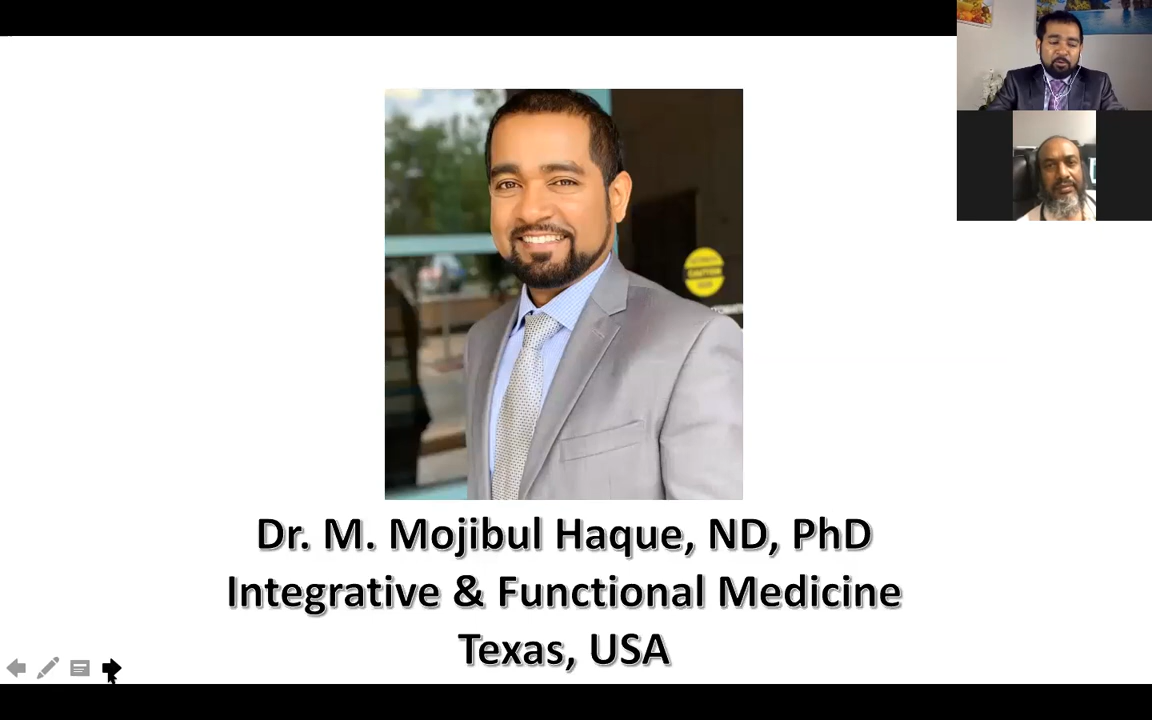 Dr. M. Mojibul Haque, ND, PhD
Integrative & Functional Medicine
Texas, USA